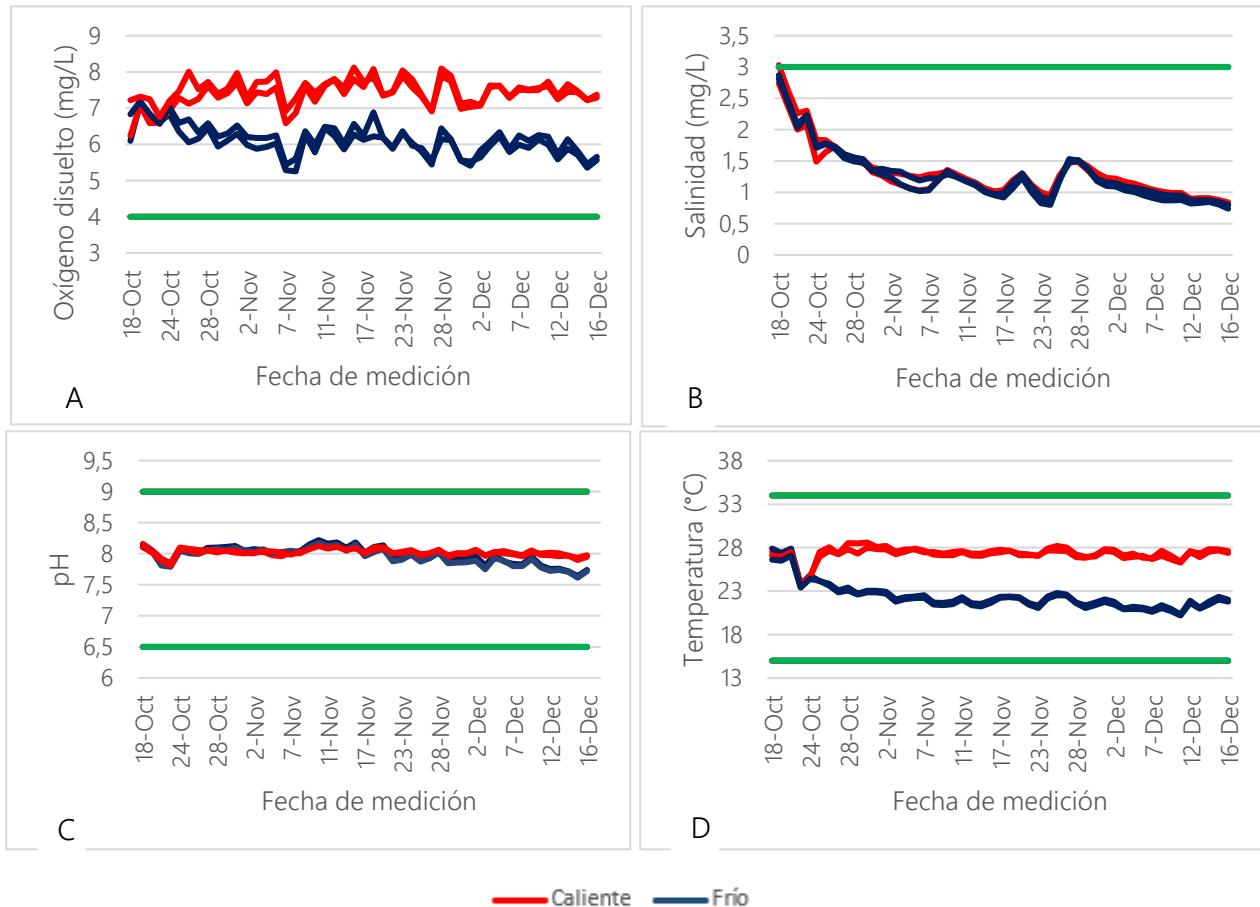 Oxígeno disuelto (mg/L)
9
8
7
6
5
4
3
18-Oct
24-Oct
28-Oct
2-Nov
7-Nov
11-Nov
17-Nov
23-Nov
28-Nov
2-Dec
7-Dec
12-Dec
16-Dec
Fecha de medición
A
Salinidad (mg/L)
3,5
3
2,5
2
1,5
1
0,5
0
18-Oct
24-Oct
28-Oct
2-Nov
7-Nov
11-Nov
17-Nov
23-Nov
28-Nov
2-Dec
7-Dec
12-Dec
16-Dec
Fecha de medición
B
pH
9,5
9
8,5
8
7,5
7
6,5
6
18-Oct
24-Oct
28-Oct
2-Nov
7-Nov
11-Nov
17-Nov
23-Nov
28-Nov
2-Dec
7-Dec
12-Dec
16-Dec
Fecha de medición
C
Temperatura (°C)
38
33
28
23
18
13
18-Oct
24-Oct
28-Oct
2-Nov
7-Nov
11-Nov
17-Nov
23-Nov
28-Nov
2-Dec
7-Dec
12-Dec
16-Dec
Fecha de medición
D
Caliente
Frío